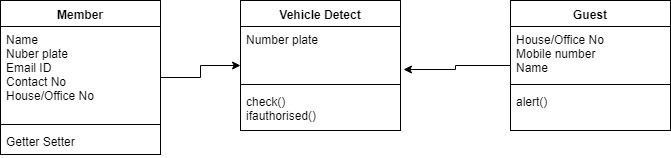 Member
Name
Nuber plate
Email ID
Contact No
House/Office No
Getter Setter
Vehicle Detect
Number plate
check()
ifauthorised()
Guest
House/Office No
Mobile number
Name
alert()